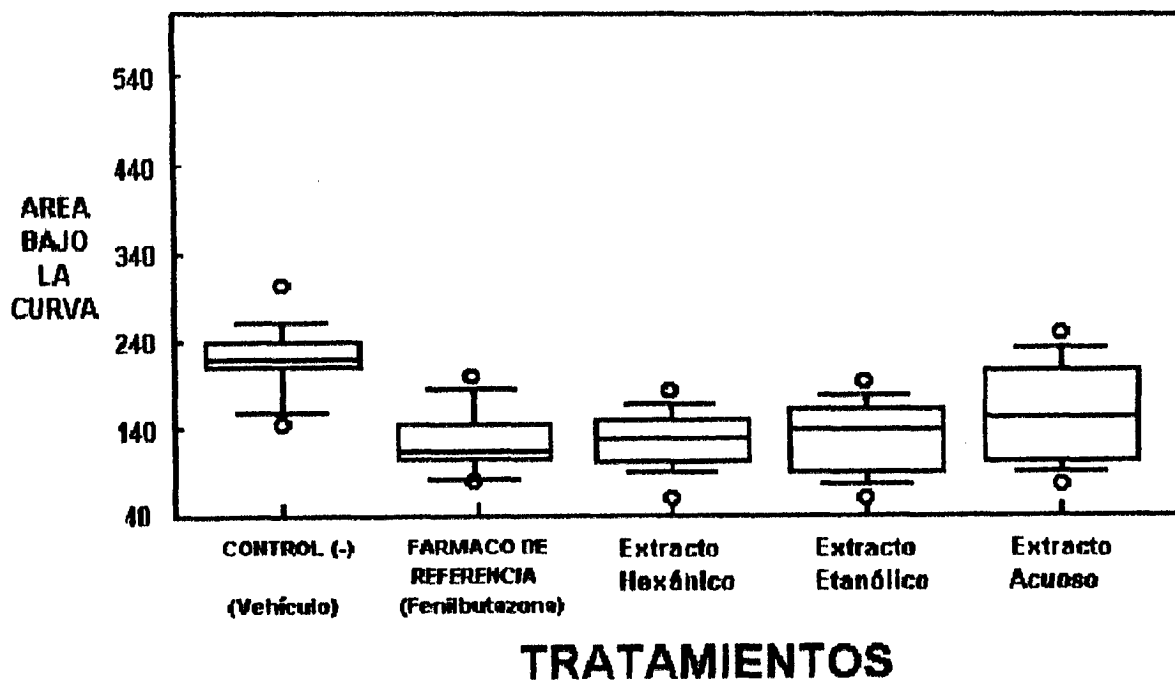 540
440
340
240
140
40
AREA
BAJO
LA
CURVA
CONTROL (-)
(Vehículo)
FARMACO DE
REFERENCIA
(Fenilbutazona)
Extracto
Hexánico
Extracto
Etanólico
Extracto
Acuoso
TRATAMIENTOS